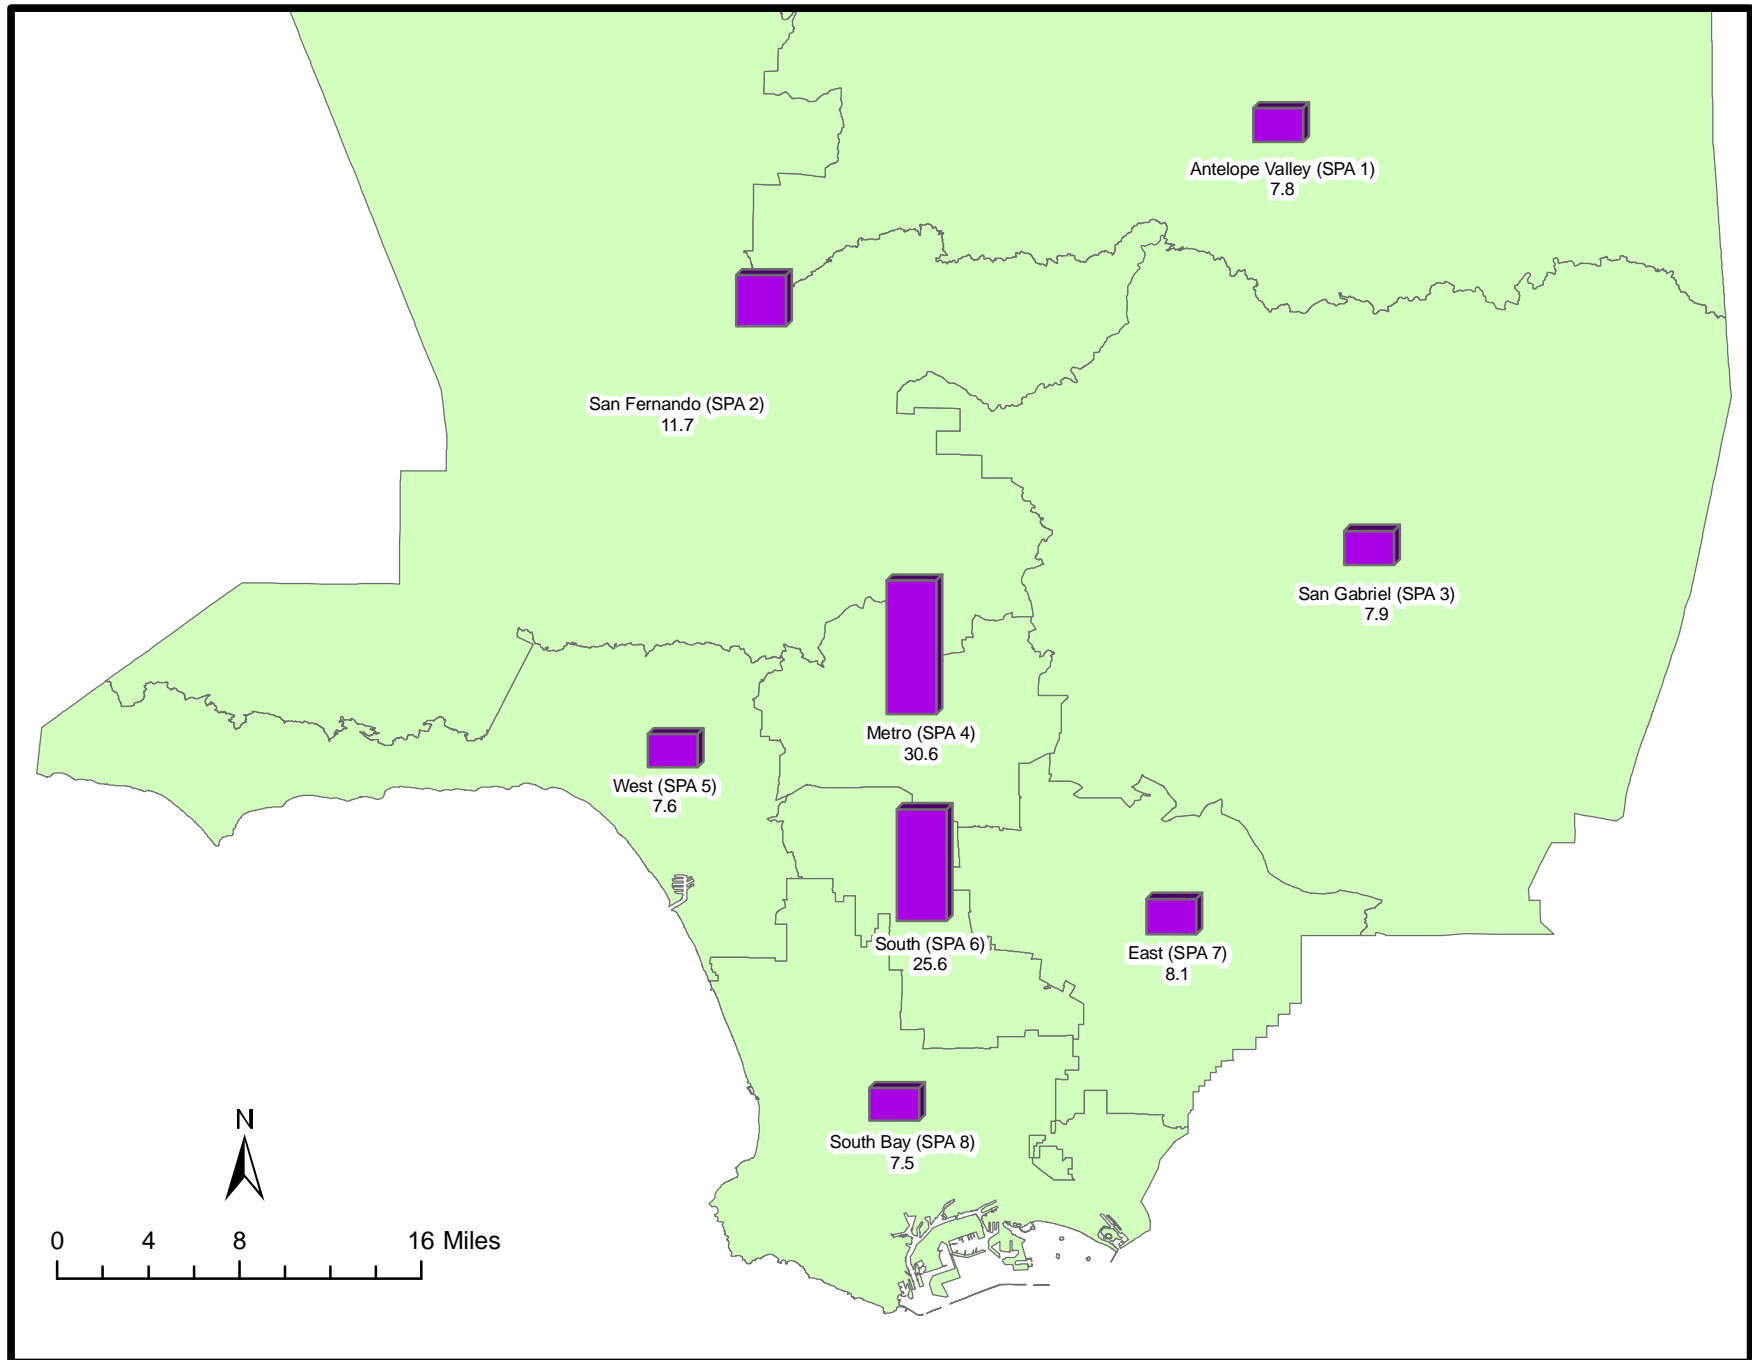 Antelope Valley (SPA 1)
7.8
San Fernando (SPA 2)
11.7
San Gabriel (SPA 3)
7.9
Metro (SPA 4)
30.6
West (SPA 5)
7.6
South (SPA 6)
25.6
East (SPA 7)
8.1
South Bay (SPA 8)
7.5
N
0 4 8 16 Miles